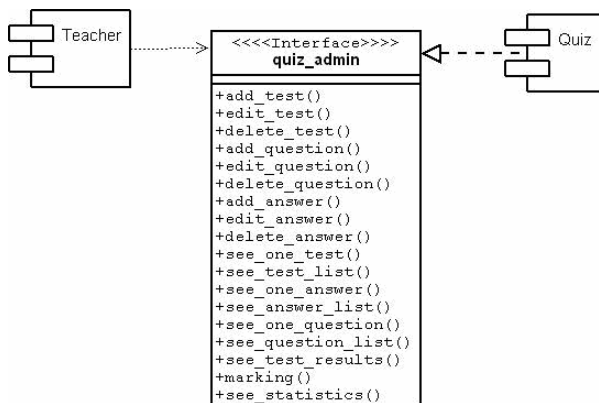 Teacher
<<<<Interface>>>>
quiz_admin
Quiz
+add_test()
+edit_test()
+delete_test()
+add_question()
+edit_question()
+delete_question()
+add_answer()
+edit_answer()
+delete_answer()
+see_one_test()
+see_test_list()
+see_one_answer()
+see_answer_list()
+see_one_question()
+see_question_list()
+see_test_results()
+marking()
+see_statistics()